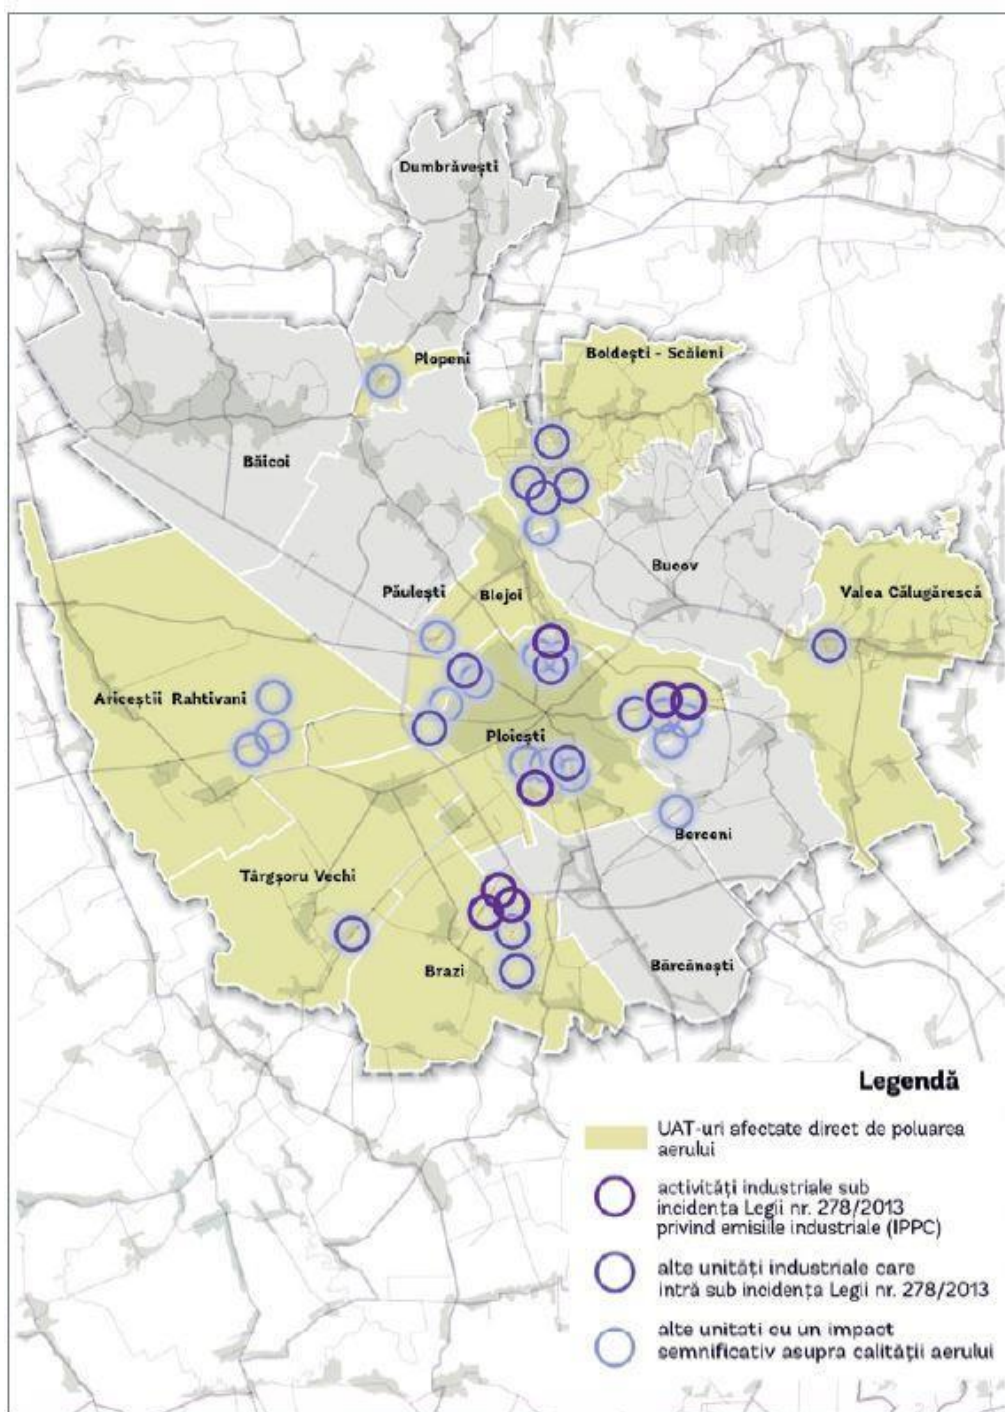 Dumbrăvești
Plopeni
Boldești - Scăieni
Băicoi
Bucov
Păulești
Blejoi
Valea Călugărescă
Ariceștii Rahtivani
Ploiești
Berceni
Târgșoru Vechi
Brazi
Bărcănești
Legendă
UAT-uri afectate direct de poluarea
aerului
activități industriale sub
incidența Legii nr. 278/2013
privind emisiile industriale (IPPC)
alte unități industriale care
intră sub incidența Legii nr. 278/2013
alte unitati cu un impact
semnificativ asupra calității aerului